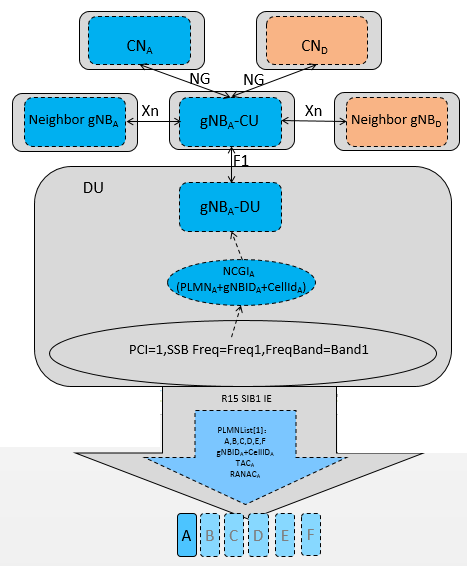 CNA
CND
NG
NG
Neighbor gNBA
Xn
gNBA-CU
Xn
Neighbor gNBD
F1
DU
gNBA-DU
NCGIA
(PLMNA+gNBIDA+CellIdA)
PCI=1,SSB Freq=Freq1,FreqBand=Band1
R15 SIB1 IE
PLMNList[1]:
A,B,C,D,E,F
gNBIDA+CellIDA
TACA
RANACA
A B C D E F